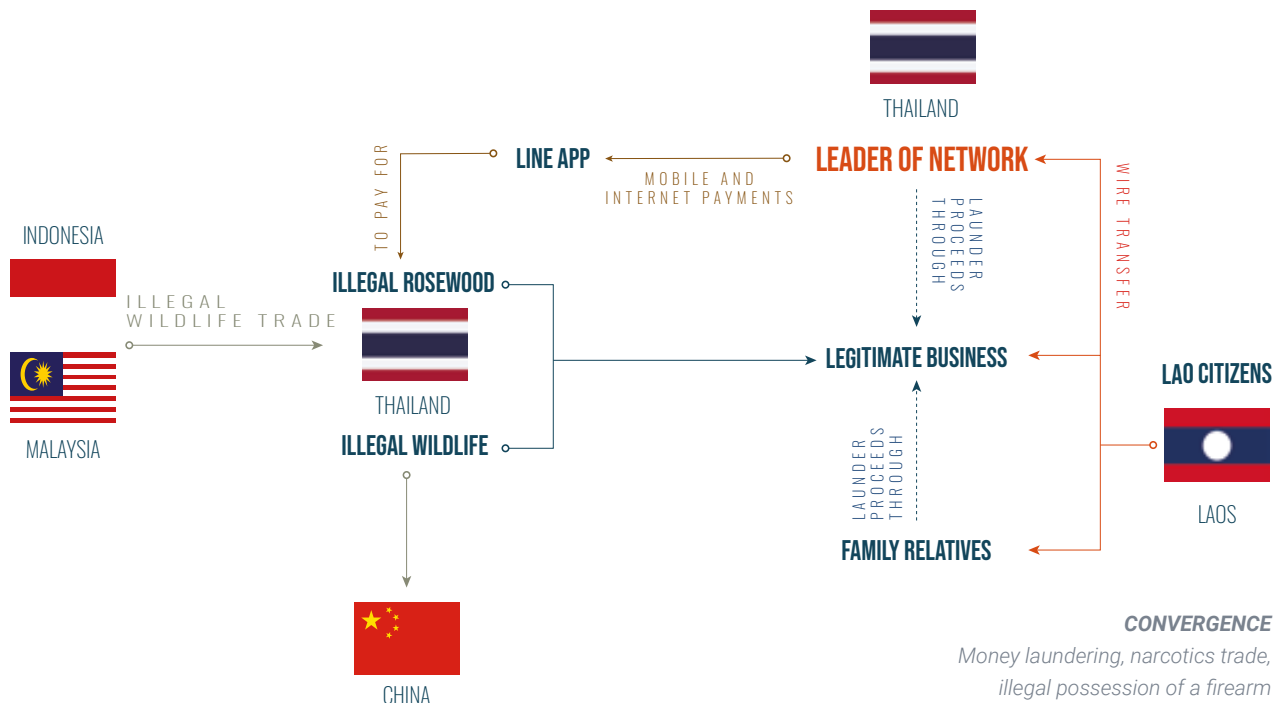 THAILAND
LEADER OF NETWORK
LINE APP
MOBILE AND
INTERNET PAYMENTS
TO PAY FOR
WIRE TRANSFER
LAUNDER
PROCEEDS
THROUGH
INDONESIA
ILLEGAL
WILDLIFE TRADE
MALAYSIA
ILLEGAL ROSEWOOD
THAILAND
ILLEGAL WILDLIFE
LEGITIMATE BUSINESS
LAO CITIZENS
LAOS
LAUNDER
PROCEEDS
THROUGH
FAMILY RELATIVES
CHINA
CONVERGENCE
Money laundering, narcotics trade,
illegal possession of a firearm